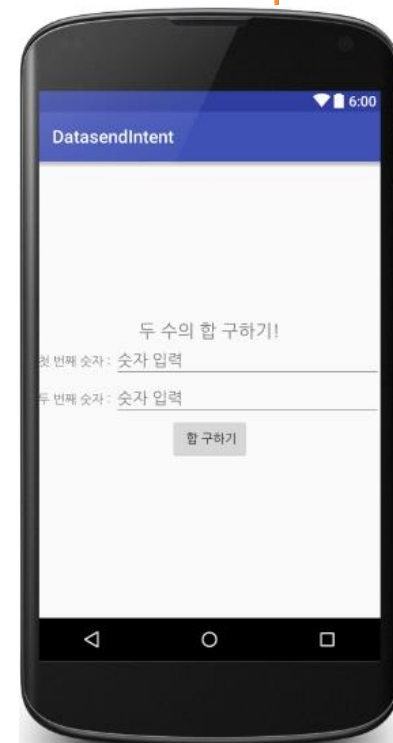 6:00
DatasendIntent
두 수의 합 구하기!
첫 번째 숫자 : 숫자 입력
두 번째 숫자 : 숫자 입력
합 구하기